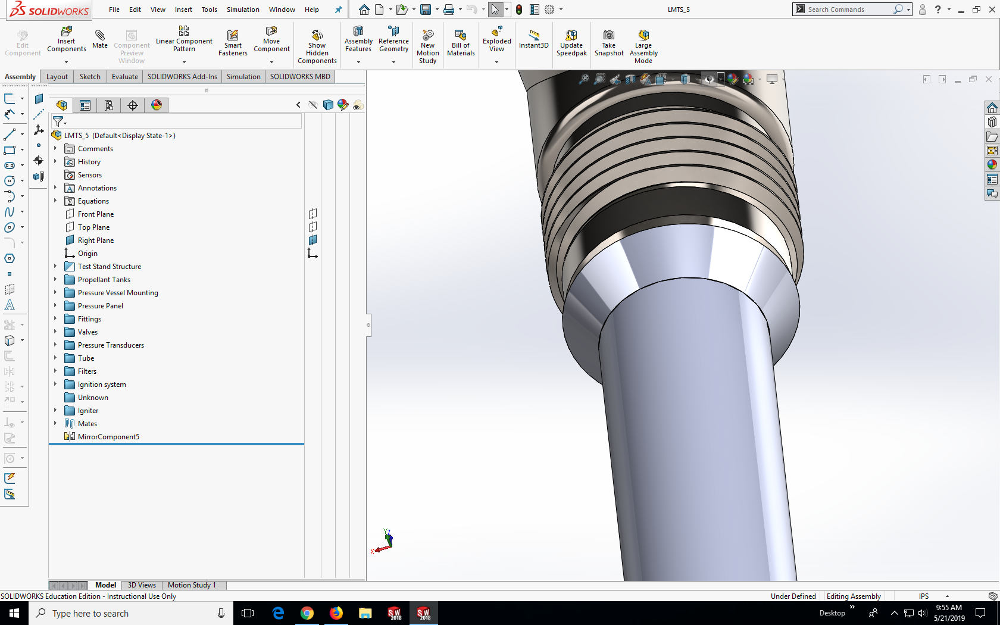 SOLIDWORKS
File Edit View Insert Tools Simulation Window Help
LMTS_5
Search Commands
?
Edit Component
Insert Components
Mate
Component Preview Window
Linear Component Pattern
Smart Fasteners
Move Component
Show Hidden Components
Assembly Features
Reference Geometry
New Motion Study
Bill of Materials
Exploded View
Instant3D
Update Speedpak
Take Snapshot
Large Assembly Mode
Assembly Layout Sketch Evaluate SOLIDWORKS Add-Ins Simulation SOLIDWORKS MBD
LMTS_5 (Default<Display State-1>)
Comments
History
Sensors
Annotations
Equations
Front Plane
Top Plane
Right Plane
Origin
Test Stand Structure
Propellant Tanks
Pressure Vessel Mounting
Pressure Panel
Fittings
Valves
Pressure Transducers
Tube
Filters
Ignition system
Unknown
Igniter
Mates
MirrorComponent5
Y Z
X
Model 3D Views Motion Study 1
SOLIDWORKS Education Edition - Instructional Use Only
Under Defined Editing Assembly IPS
Type here to search
SW 2018
SW 2018
Desktop
9:55 AM
5/21/2019